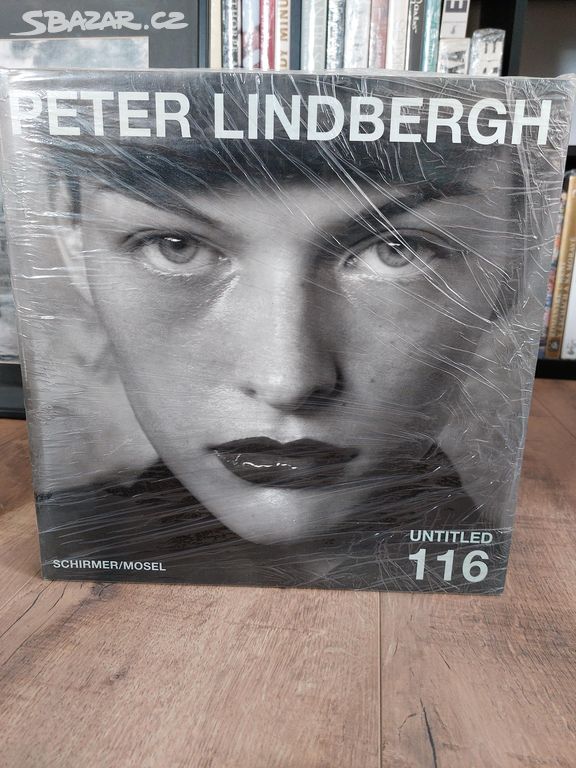 SBAZAR.CZ
PETER LINDBERGH
UNTITLED
116
SCHIRMER/MOSEL